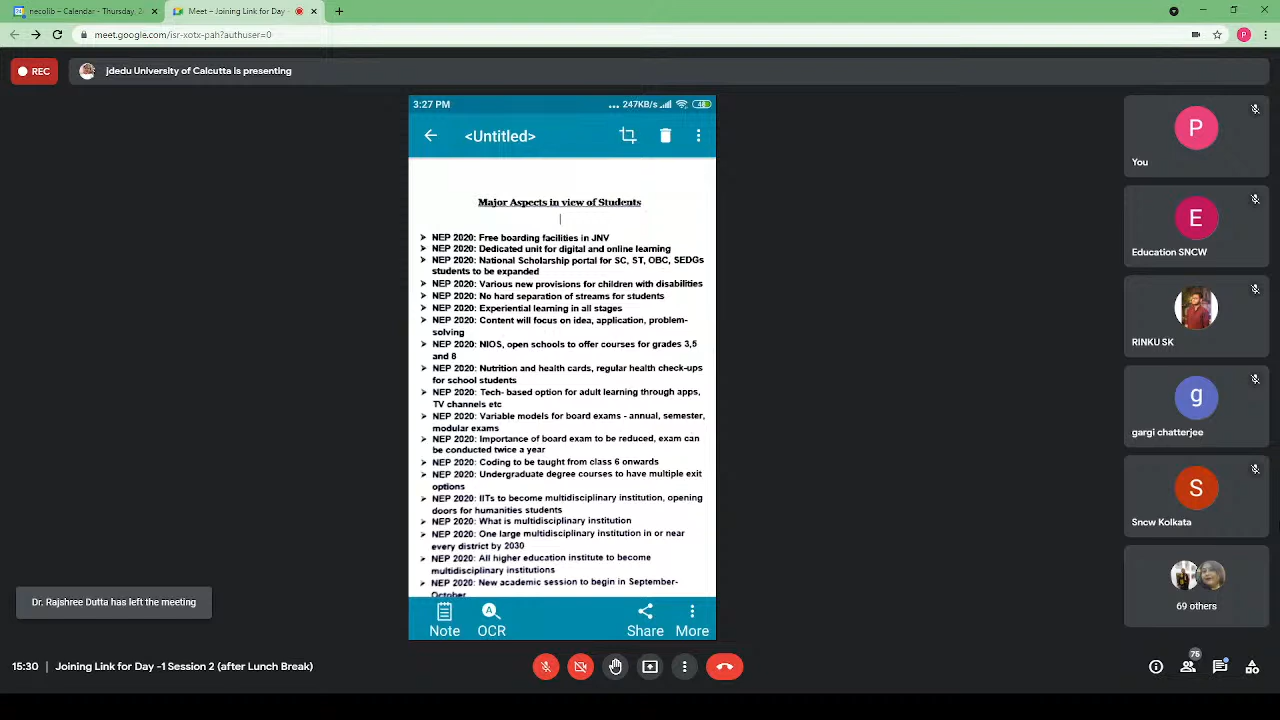 necolib – Calendar - Thursday, 2
Meet – Joining Link for Day -
meet.google.com/isr-xotx-pah?authuser=0
P
REC
jdedu University of Calcutta is presenting
3:27 PM
... 247KB/s
<Untitled>
Major Aspects in view of Students
➢ NEP 2020: Free boarding facilities in JNV
➢ NEP 2020: Dedicated unit for digital and online learning
➢ NEP 2020: National Scholarship portal for SC, ST, OBC, SEDGs
students to be expanded
➢ NEP 2020: Various new provisions for children with disabilities
➢ NEP 2020: No hard separation of streams for students
➢ NEP 2020: Experiential learning in all stages
➢ NEP 2020: Content will focus on idea, application, problem-
solving
➢ NEP 2020: NIOS, open schools to offer courses for grades 3,5
and 8
➢ NEP 2020: Nutrition and health cards, regular health check-ups
for school students
➢ NEP 2020: Tech- based option for adult learning through apps,
TV channels etc
➢ NEP 2020: Variable models for board exams - annual, semester,
modular exams
➢ NEP 2020: Importance of board exam to be reduced, exam can
be conducted twice a year
➢ NEP 2020: Coding to be taught from class 6 onwards
➢ NEP 2020: Undergraduate degree courses to have multiple exit
options
➢ NEP 2020: IITs to become multidisciplinary institution, opening
doors for humanities students
➢ NEP 2020: What is multidisciplinary institution
➢ NEP 2020: One large multidisciplinary institution in or near
every district by 2030
➢ NEP 2020: All higher education institute to become
multidisciplinary institutions
➢ NEP 2020: New academic session to begin in September-
October
Note
OCR
Share
More
P
You
E
Education SNCW
RINKU SK
g
gargi chatterjee
S
Sncw Kolkata
69 others
Dr. Rajshree Dutta has left the meeting
15:30 | Joining Link for Day -1 Session 2 (after Lunch Break)
75